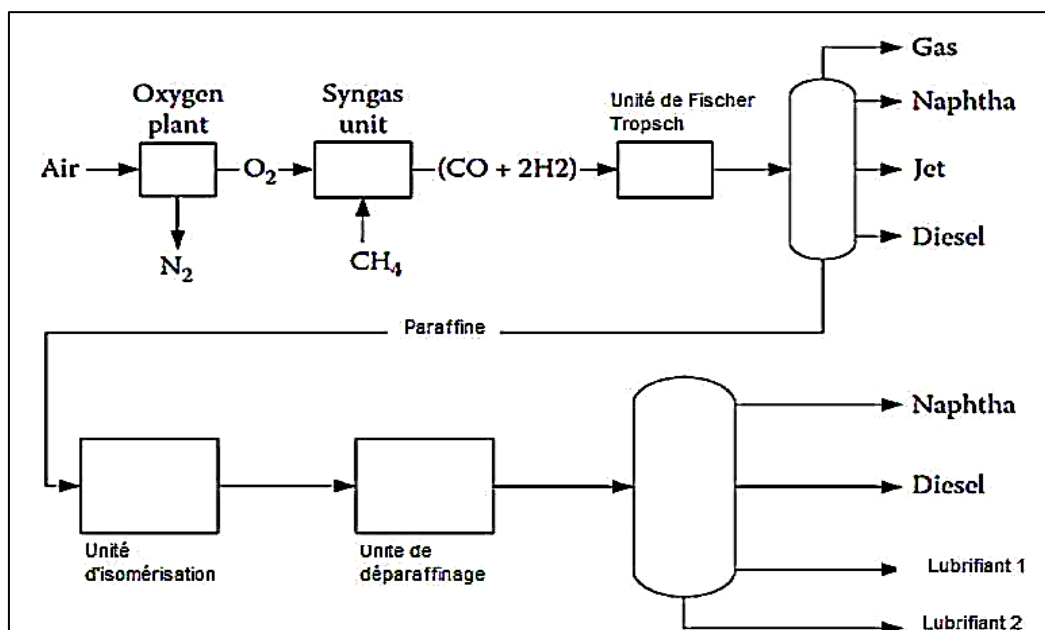 Gas
Oxygen
plant
Syngas
unit
Unité de Fischer
Tropsch
Naphtha
Air
O₂
(CO + 2H2)
Jet
Diesel
N₂
CH₄
Paraffine
Naphtha
Diesel
Unité
d'isomérisation
Unite de
déparaffinage
Lubrifiant 1
Lubrifiant 2